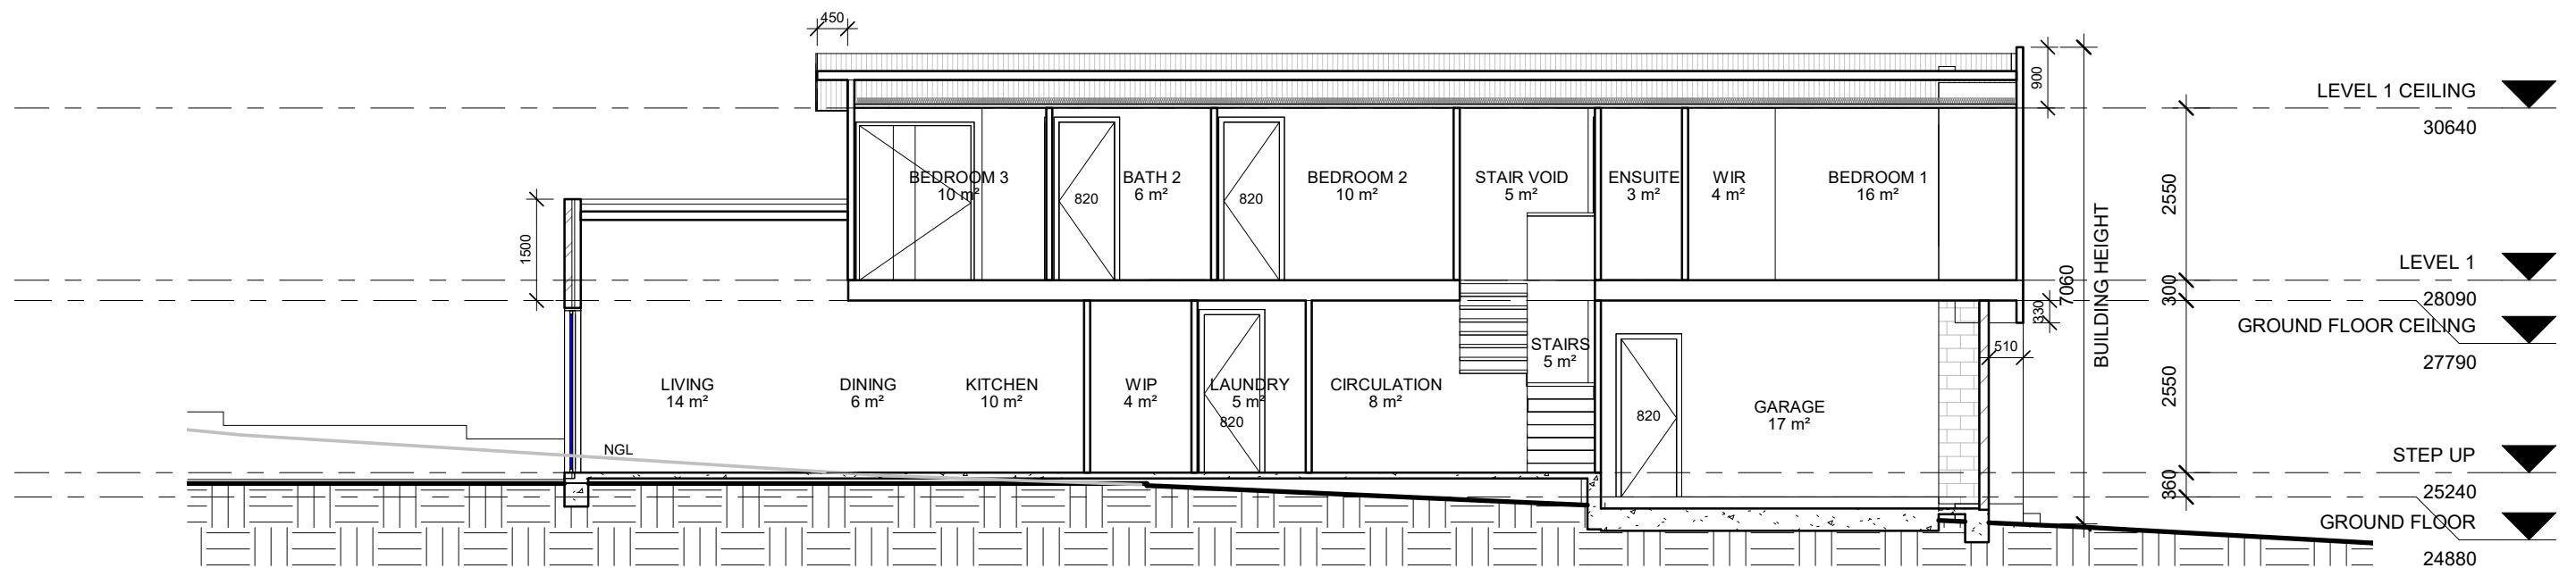 450
900
LEVEL 1 CEILING
30640
BEDROOM 3
10 m²
BATH 2
6 m²
BEDROOM 2
10 m²
STAIR VOID
5 m²
ENSUITE
3 m²
WIR
4 m²
BEDROOM 1
16 m²
820
820
2550
1500
BUILDING HEIGHT
7060
LEVEL 1
28090
300
330
GROUND FLOOR CEILING
27790
510
STAIRS
5 m²
LIVING
14 m²
DINING
6 m²
KITCHEN
10 m²
WIP
4 m²
LAUNDRY
5 m²
820
CIRCULATION
8 m²
820
GARAGE
17 m²
2550
NGL
STEP UP
25240
360
GROUND FLOOR
24880